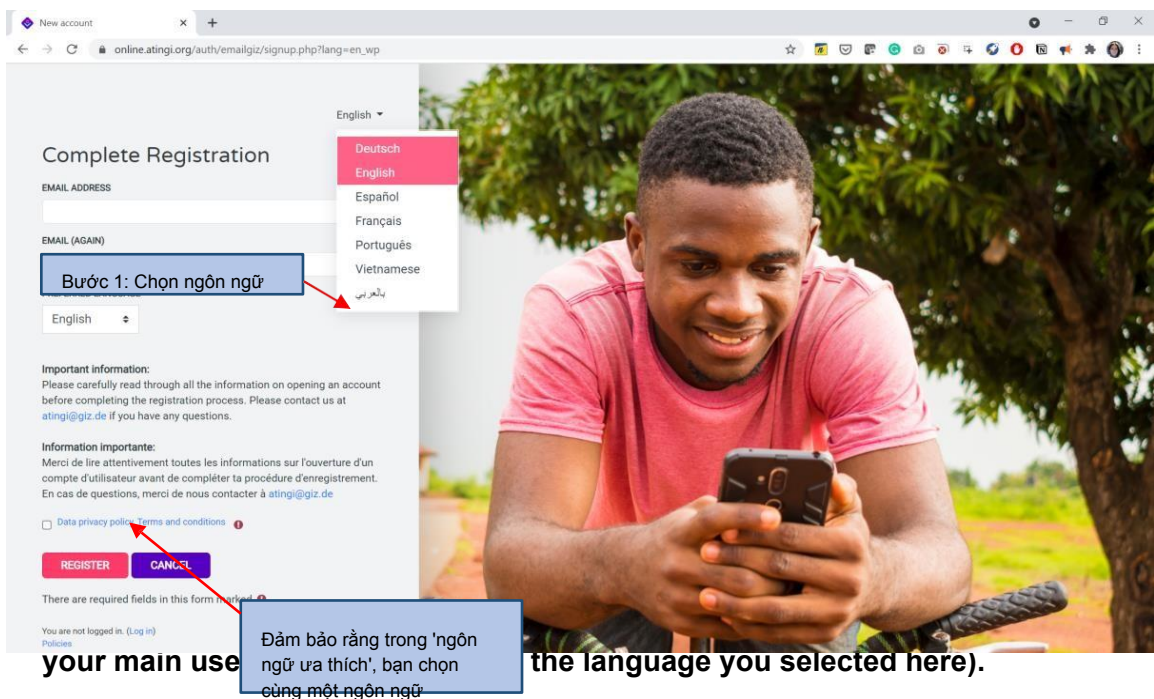 New account
online.atingi.org/auth/emailgiz/signup.php?lang=en_wp
English
Deutsch
English
Español
Français
Português
Vietnamese
بالعربي
Complete Registration
EMAIL ADDRESS
EMAIL (AGAIN)
Bước 1: Chọn ngôn ngữ
English
Important information:
Please carefully read through all the information on opening an account
before completing the registration process. Please contact us at
atingi@giz.de if you have any questions.
Information importante:
Merci de lire attentivement toutes les informations sur l'ouverture d'un
compte d'utilisateur avant de compléter ta procédure d'enregistrement.
En cas de questions, merci de nous contacter à atingi@giz.de
Data privacy policy, Terms and conditions
REGISTER CANCEL
There are required fields in this form marked
You are not logged in. (Log in)
Policies
Đảm bảo rằng trong 'ngôn
ngữ ưa thích', bạn chọn
cùng một ngôn ngữ
your main use the language you selected here).